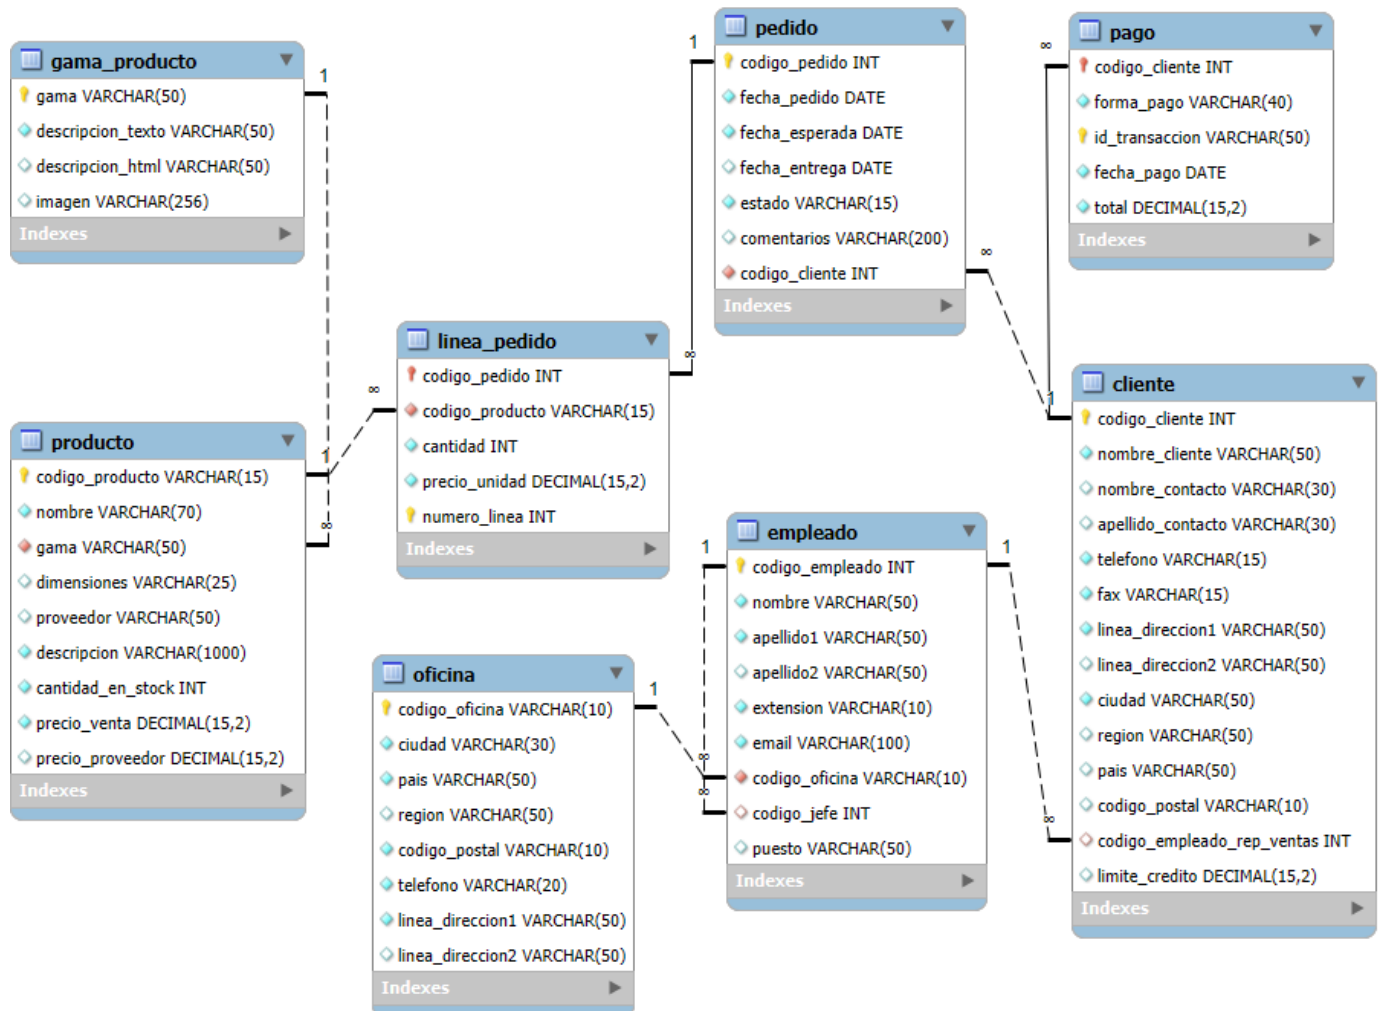 gama_producto
gama VARCHAR(50)
descripcion_texto VARCHAR(50)
descripcion_html VARCHAR(50)
imagen VARCHAR(256)
Indexes
1
pedido
codigo_pedido INT
fecha_pedido DATE
fecha_esperada DATE
fecha_entrega DATE
estado VARCHAR(15)
comentarios VARCHAR(200)
codigo_cliente INT
Indexes
1
∞
pago
codigo_cliente INT
forma_pago VARCHAR(40)
id_transaccion VARCHAR(50)
fecha_pago DATE
total DECIMAL(15,2)
Indexes
∞
linea_pedido
codigo_pedido INT
codigo_producto VARCHAR(15)
cantidad INT
precio_unidad DECIMAL(15,2)
numero_linea INT
Indexes
∞
∞
producto
codigo_producto VARCHAR(15)
nombre VARCHAR(70)
gama VARCHAR(50)
dimensiones VARCHAR(25)
proveedor VARCHAR(50)
descripcion VARCHAR(1000)
cantidad_en_stock INT
precio_venta DECIMAL(15,2)
precio_proveedor DECIMAL(15,2)
Indexes
1
∞
oficina
codigo_oficina VARCHAR(10)
ciudad VARCHAR(30)
pais VARCHAR(50)
region VARCHAR(50)
codigo_postal VARCHAR(10)
telefono VARCHAR(20)
linea_direccion1 VARCHAR(50)
linea_direccion2 VARCHAR(50)
Indexes
1
empleado
codigo_empleado INT
nombre VARCHAR(50)
apellido1 VARCHAR(50)
apellido2 VARCHAR(50)
extension VARCHAR(10)
email VARCHAR(100)
codigo_oficina VARCHAR(10)
codigo_jefe INT
puesto VARCHAR(50)
Indexes
1
1
∞
∞
cliente
codigo_cliente INT
nombre_cliente VARCHAR(50)
nombre_contacto VARCHAR(30)
apellido_contacto VARCHAR(30)
telefono VARCHAR(15)
fax VARCHAR(15)
linea_direccion1 VARCHAR(50)
linea_direccion2 VARCHAR(50)
ciudad VARCHAR(50)
region VARCHAR(50)
pais VARCHAR(50)
codigo_postal VARCHAR(10)
codigo_empleado_rep_ventas INT
limite_credito DECIMAL(15,2)
Indexes
1
∞